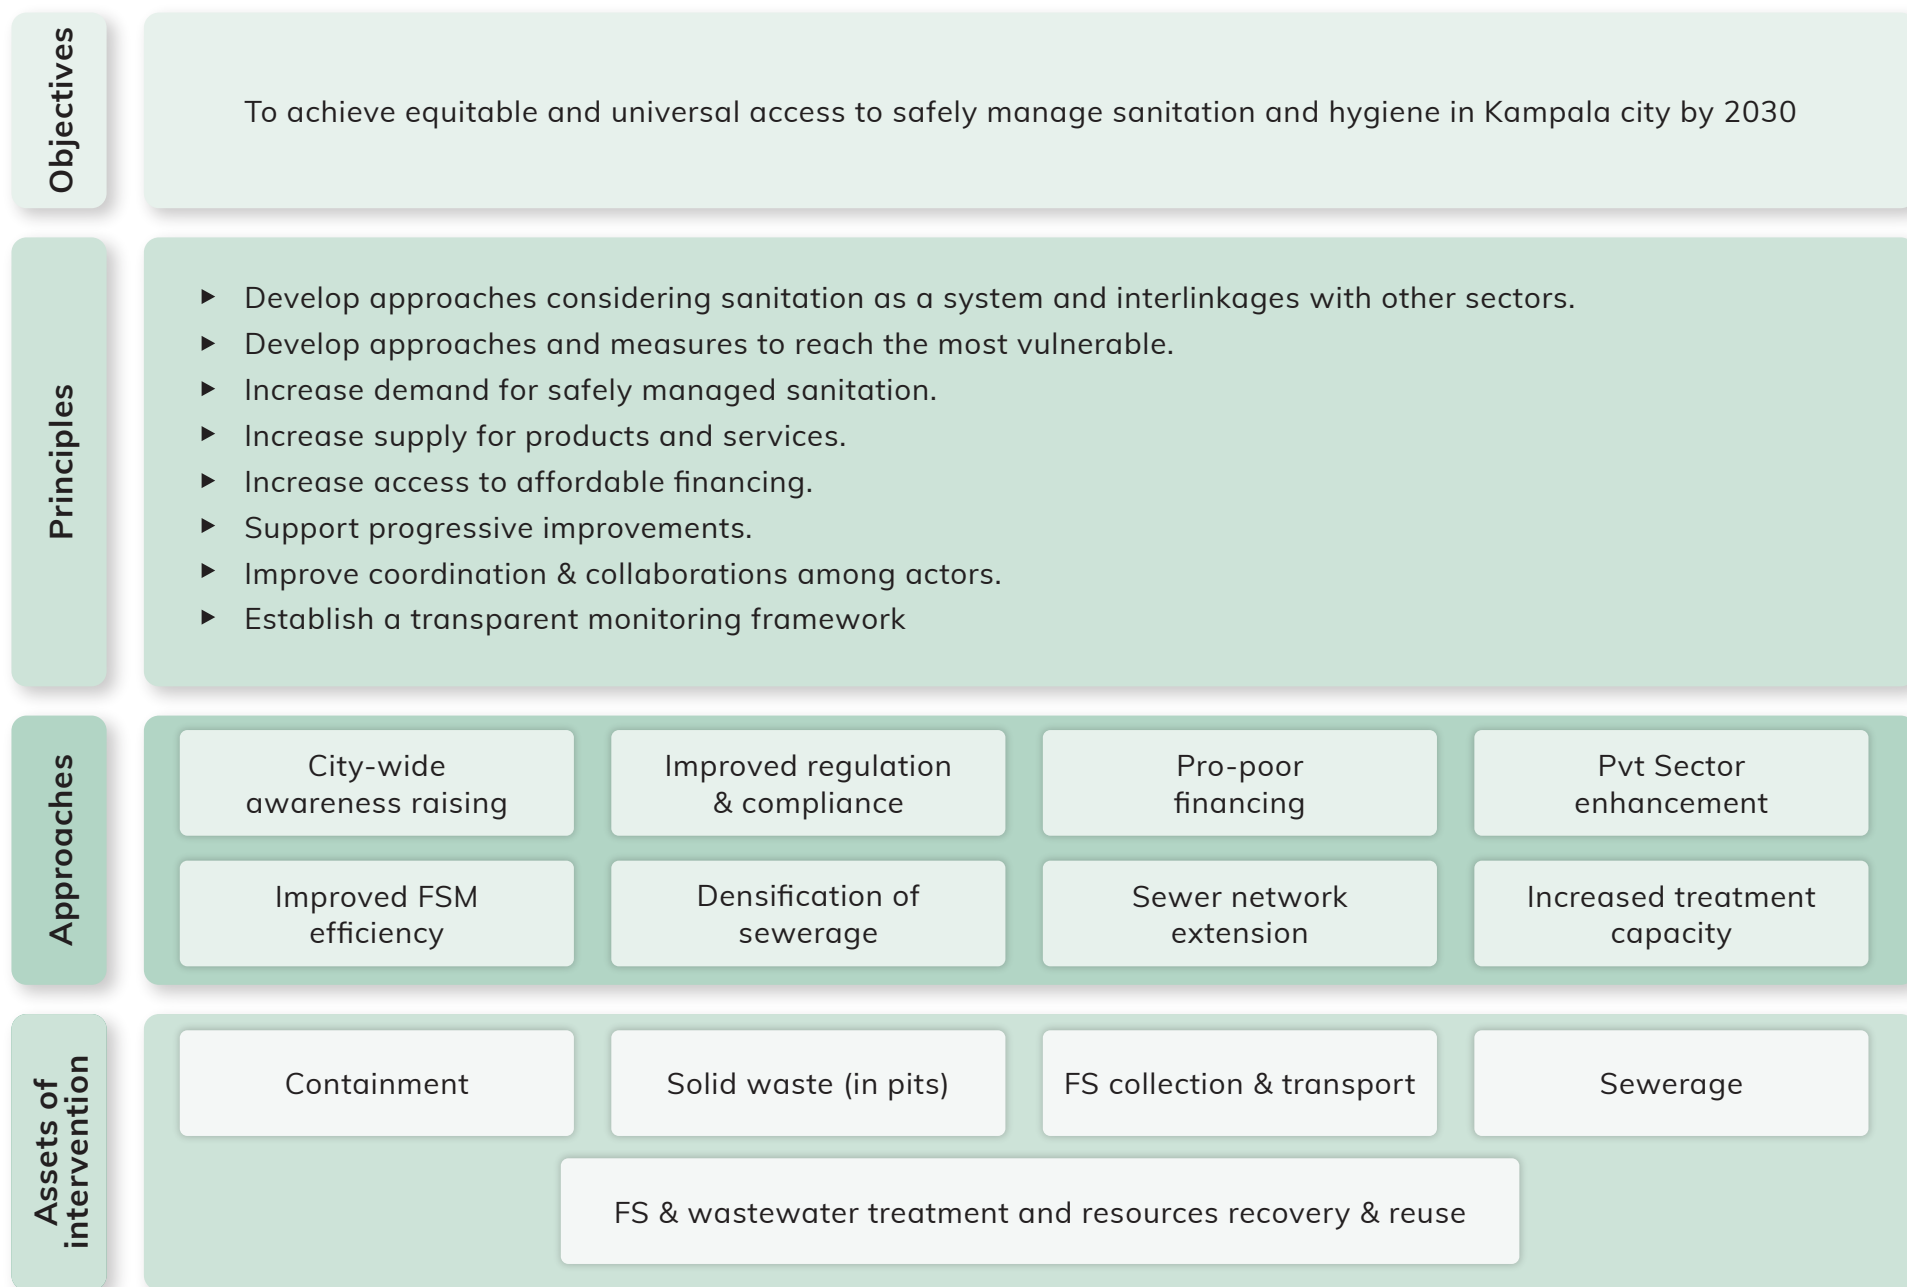 Objectives
To achieve equitable and universal access to safely manage sanitation and hygiene in Kampala city by 2030
Principles
Develop approaches considering sanitation as a system and interlinkages with other sectors.
Develop approaches and measures to reach the most vulnerable.
Increase demand for safely managed sanitation.
Increase supply for products and services.
Increase access to affordable financing.
Support progressive improvements.
Improve coordination & collaborations among actors.
Establish a transparent monitoring framework
Approaches
City-wide
awareness raising
Improved regulation
& compliance
Pro-poor
financing
Pvt Sector
enhancement
Improved FSM
efficiency
Densification of
sewerage
Sewer network
extension
Increased treatment
capacity
Assets of
intervention
Containment
Solid waste (in pits)
FS collection & transport
Sewerage
FS & wastewater treatment and resources recovery & reuse